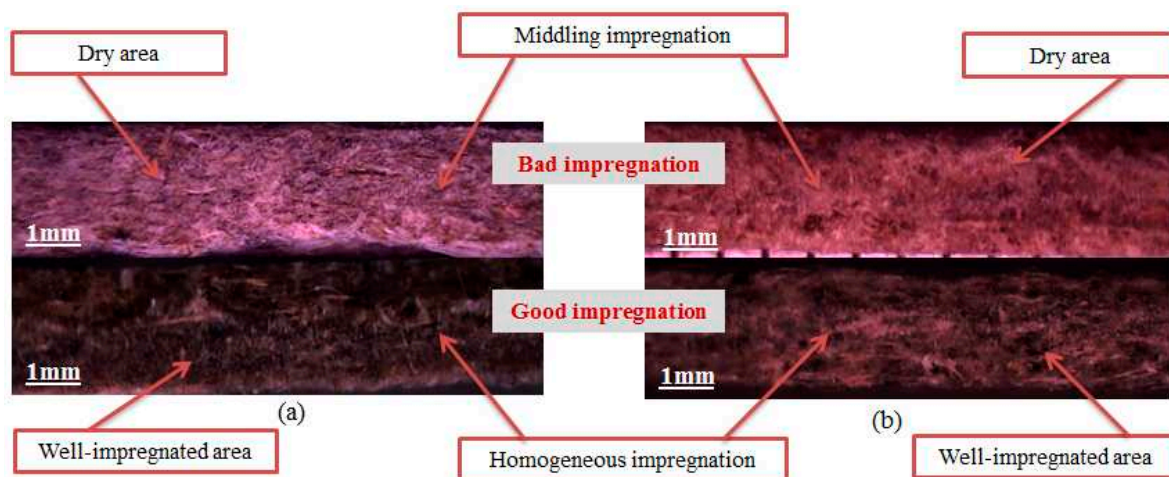 Middling impregnation
Dry area
Dry area
Bad impregnation
1mm
1mm
Good impregnation
1mm
1mm
(a)
(b)
Well-impregnated area
Homogeneous impregnation
Well-impregnated area